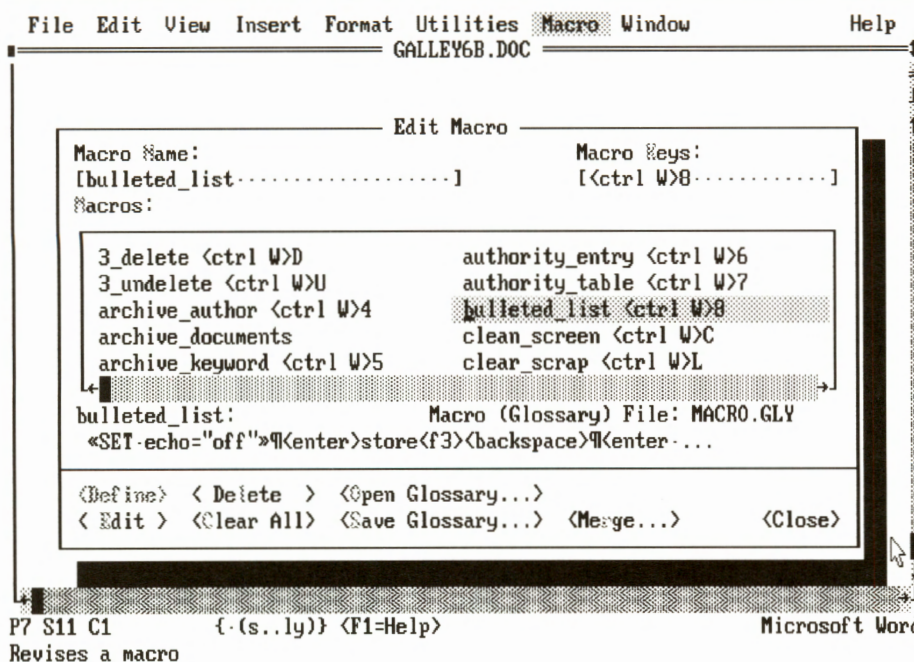 File Edit View Insert Format Utilities Macro Window Help
GALLEY6B.DOC
Edit Macro
Macro Name: Macro Keys:
[bulleted_list···················] [<ctrl W>8············]
Macros:
3_delete <ctrl W>D authority_entry <ctrl W>6
3_undelete <ctrl W>U authority_table <ctrl W>7
archive_author <ctrl W>4 bulleted_list <ctrl W>8
archive_documents clean_screen <ctrl W>C
archive_keyword <ctrl W>5 clear_scrap <ctrl W>L
bulleted_list: Macro (Glossary) File: MACRO.GLY
«SET·echo="off"»¶<enter>store<f3><backspace>¶<enter·...
<Define> < Delete > <Open Glossary...>
< Edit > <Clear All> <Save Glossary...> <Merge...> <Close>
P7 S11 C1 {·(s..ly)} <F1=Help> Microsoft Word
Revises a macro